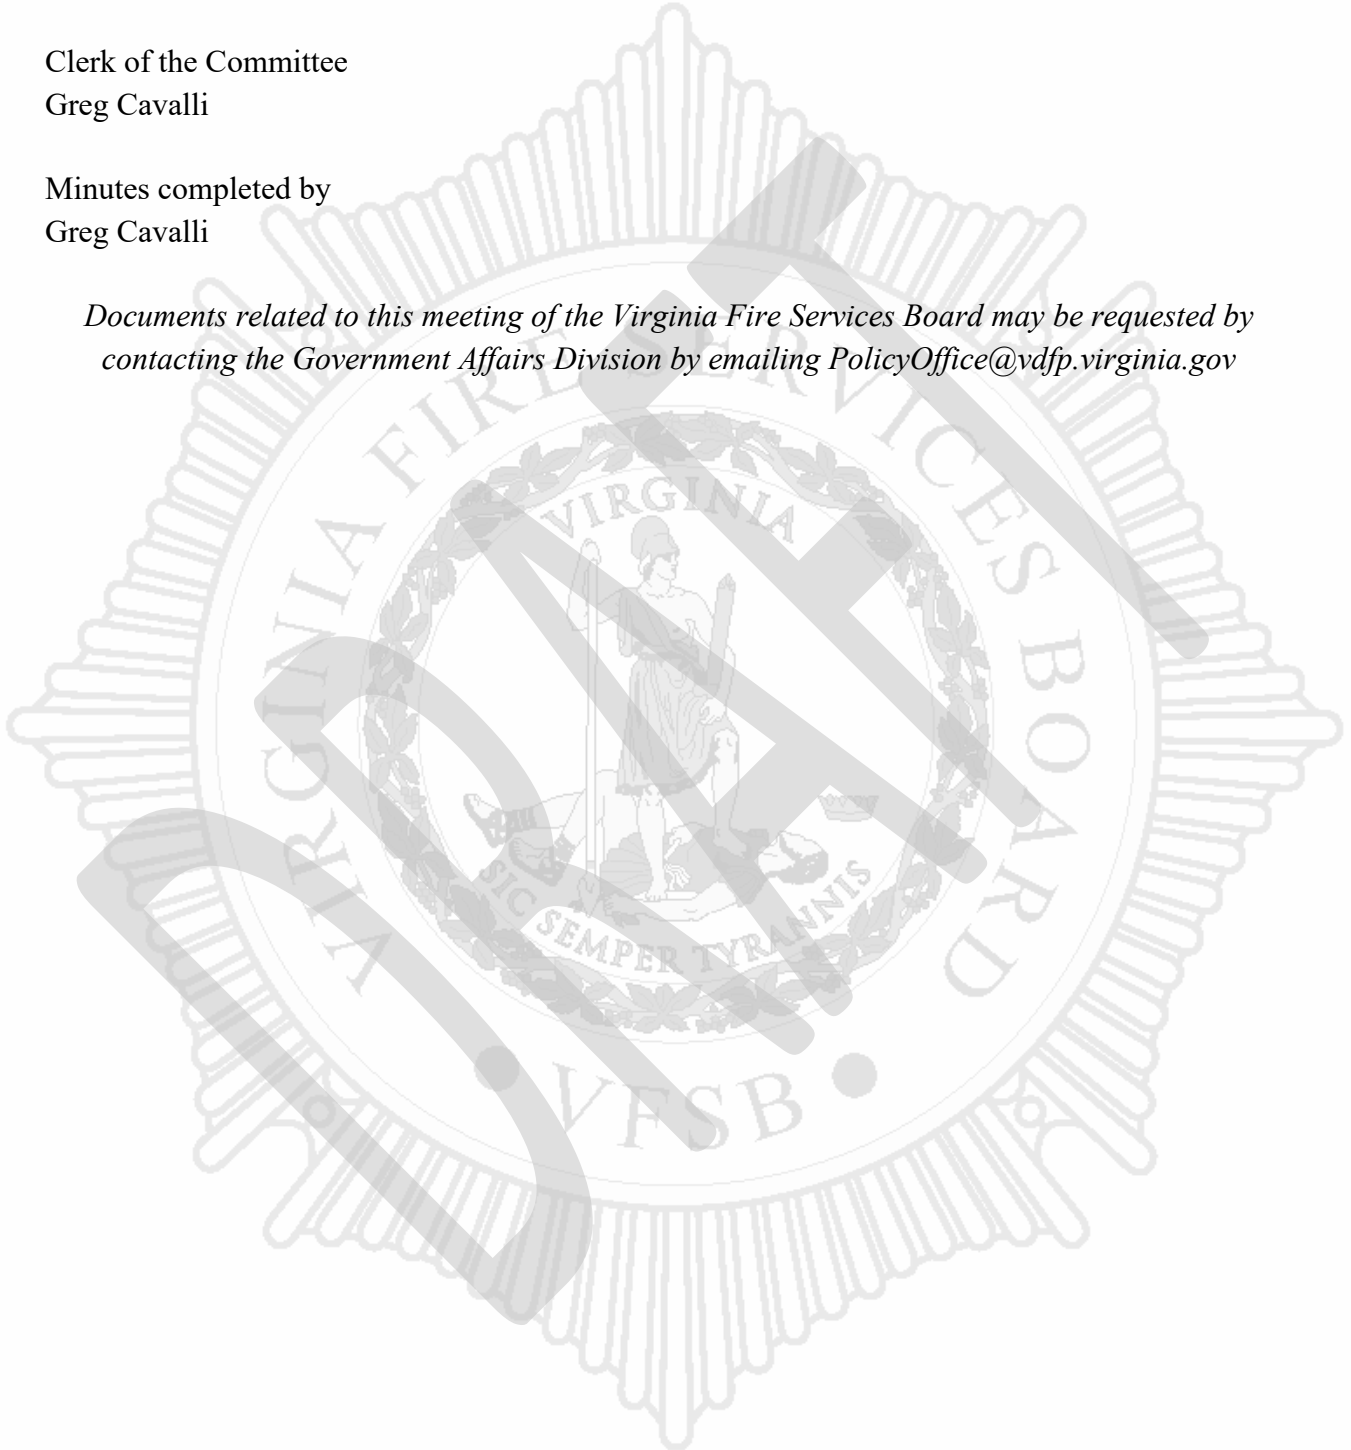 Clerk of the Committee
Greg Cavalli
Minutes completed by
Greg Cavalli
Documents related to this meeting of the Virginia Fire Services Board may be requested by
contacting the Government Affairs Division by emailing PolicyOffice@vdfp.virginia.gov
VIRGINIA FIRE SERVICES BOARD
VIRGINIA
SIC SEMPER TYRANNIS
• VFSB •
DRAFT